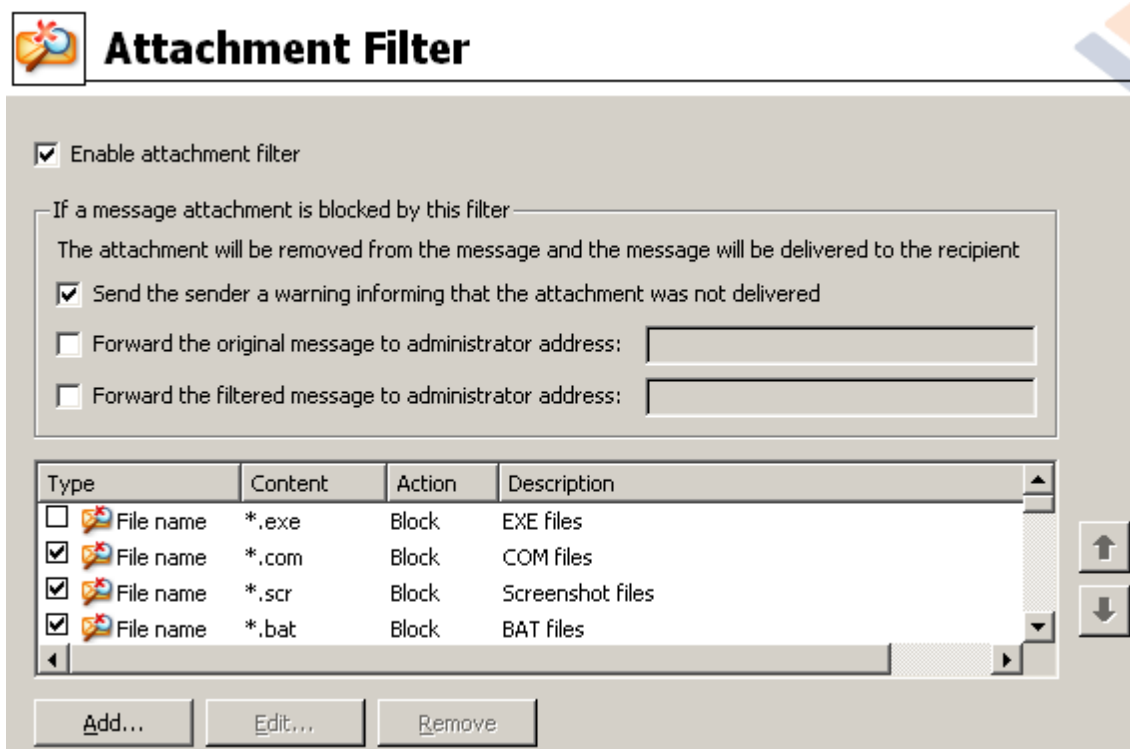 Attachment Filter
Enable attachment filter
If a message attachment is blocked by this filter
The attachment will be removed from the message and the message will be delivered to the recipient
Send the sender a warning informing that the attachment was not delivered
Forward the original message to administrator address:
Forward the filtered message to administrator address:
Type Content Action Description
File name *.exe Block EXE files
File name *.com Block COM files
File name *.scr Block Screenshot files
File name *.bat Block BAT files
Add... Edit... Remove